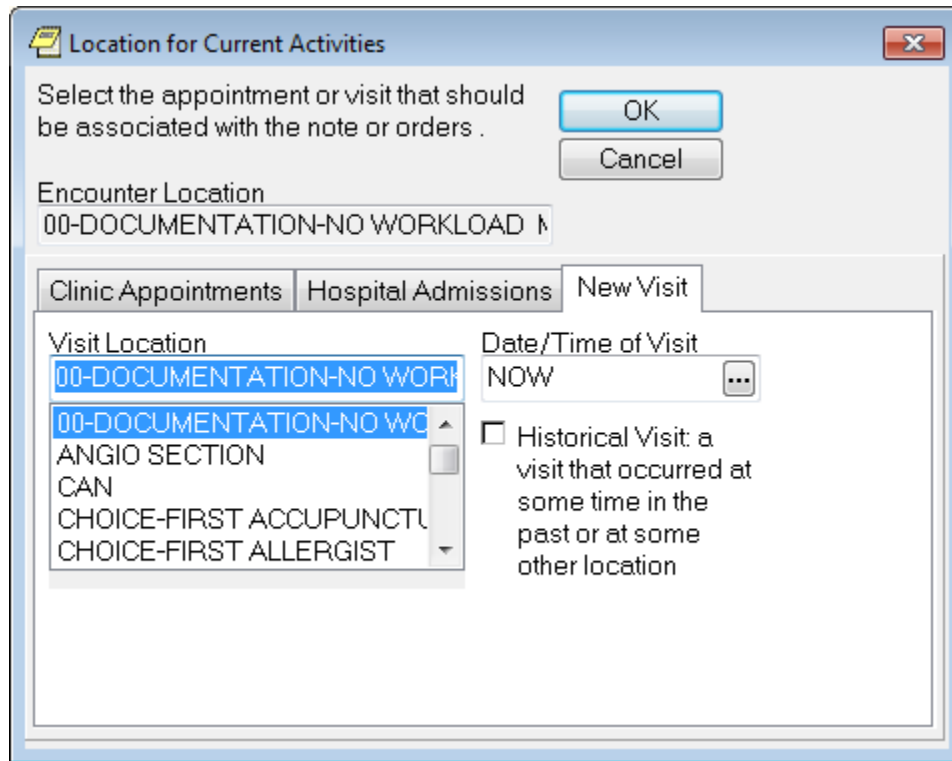 Location for Current Activities
Select the appointment or visit that should
be associated with the note or orders .
OK
Cancel
Encounter Location
00-DOCUMENTATION-NO WORKLOAD
Clinic Appointments
Hospital Admissions
New Visit
Visit Location
00-DOCUMENTATION-NO WORK
00-DOCUMENTATION-NO WC
ANGIO SECTION
CAN
CHOICE-FIRST ACCUPUNCTU
CHOICE-FIRST ALLERGIST
Date/Time of Visit
NOW
...
Historical Visit: a
visit that occurred at
some time in the
past or at some
other location